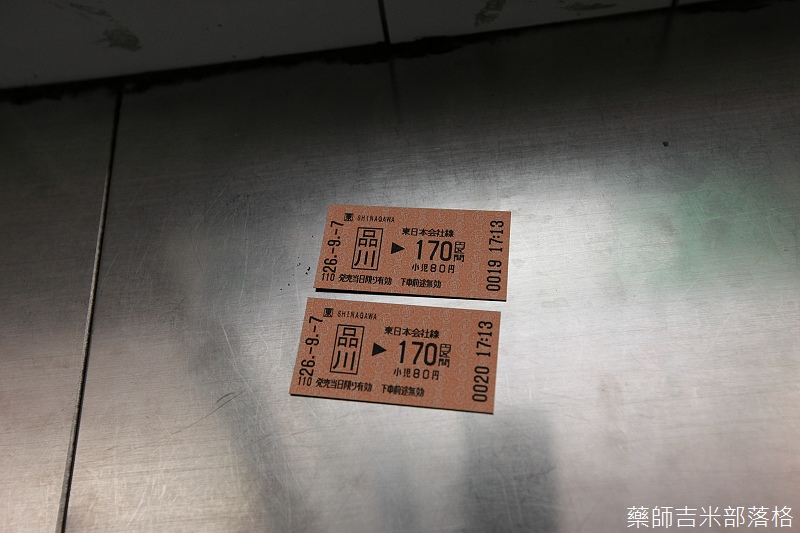 東 SHINAGAWA
26.-9.-7
110
品川
東日本会社線
▶ 170円区間
小児80円
発売当日限り有効 下車前途無効
0019 17:13
東 SHINAGAWA
26.-9.-7
110
品川
東日本会社線
▶ 170円区間
小児80円
発売当日限り有効 下車前途無効
0020 17:13
藥師吉米部落格